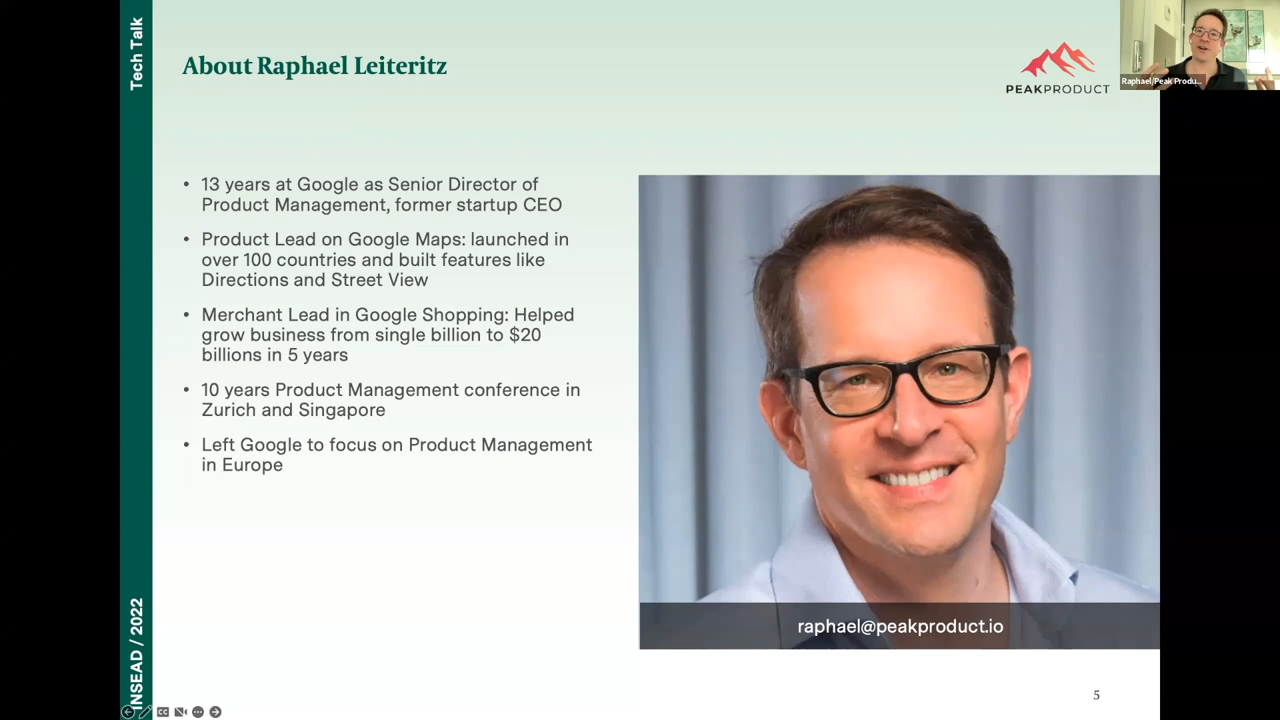 Tech Talk
About Raphael Leiteritz
PEAKPRODUCT
Raphael/Peak Produ...
• 13 years at Google as Senior Director of
Product Management, former startup CEO
• Product Lead on Google Maps: launched in
over 100 countries and built features like
Directions and Street View
• Merchant Lead in Google Shopping: Helped
grow business from single billion to $20
billions in 5 years
• 10 years Product Management conference in
Zurich and Singapore
• Left Google to focus on Product Management
in Europe
raphael@peakproduct.io
INSEAD / 2022
CC
5